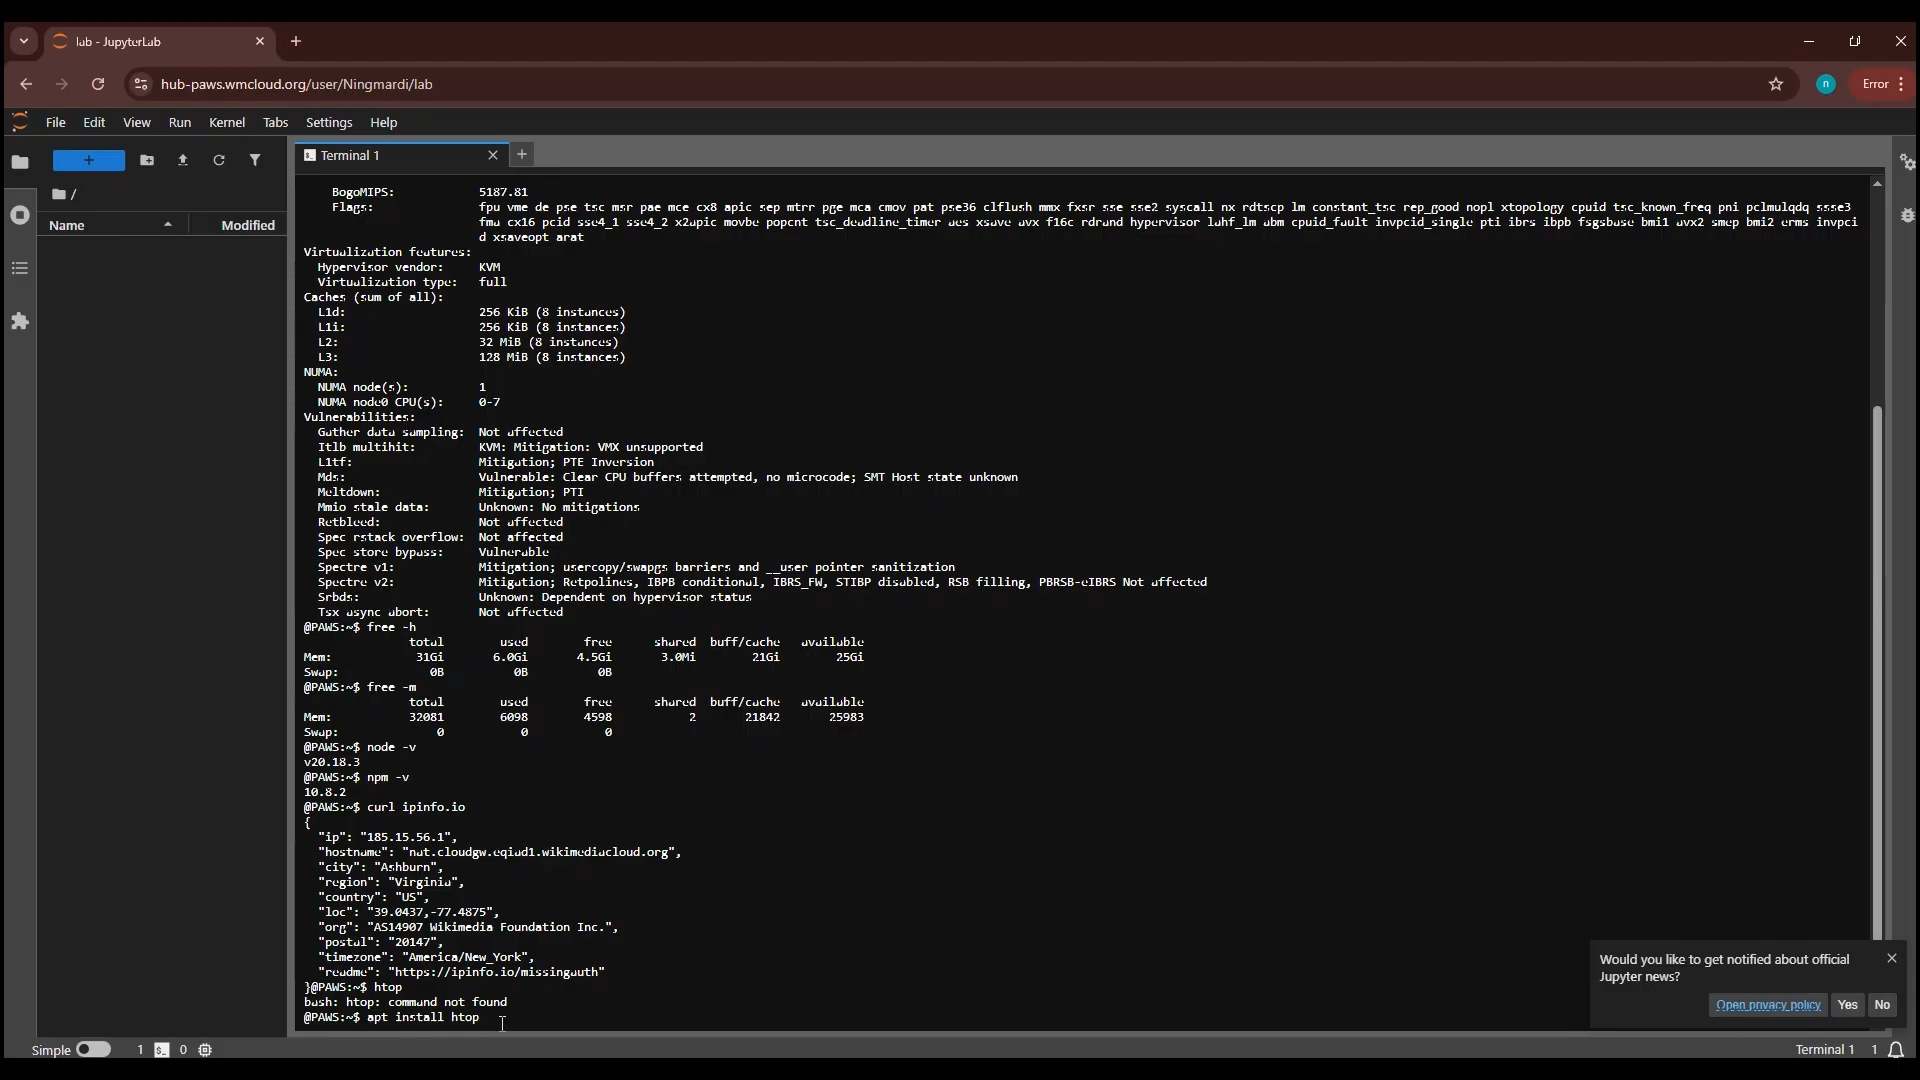 lab - JupyterLab
hub-paws.wmcloud.org/user/Ningmardi/lab
n
Error
File Edit View Run Kernel Tabs Settings Help
Terminal 1
/
Name Modified
BogoMIPS: 5187.81
Flags: fpu vme de pse tsc msr pae mce cx8 apic sep mtrr pge mca cmov pat pse36 clflush mmx fxsr sse sse2 syscall nx rdtscp lm constant_tsc rep_good nopl xtopology cpuid tsc_known_freq pni pclmulqdq ssse3
fma cx16 pcid sse4_1 sse4_2 x2apic movbe popcnt tsc_deadline_timer aes xsave avx f16c rdrand hypervisor lahf_lm abm cpuid_fault invpcid_single pti ibrs ibpb fsgsbase bmi1 avx2 smep bmi2 erms invpci
d xsaveopt arat
Virtualization features:
Hypervisor vendor: KVM
Virtualization type: full
Caches (sum of all):
L1d: 256 KiB (8 instances)
L1i: 256 KiB (8 instances)
L2: 32 MiB (8 instances)
L3: 128 MiB (8 instances)
NUMA:
NUMA node(s): 1
NUMA node0 CPU(s): 0-7
Vulnerabilities:
Gather data sampling: Not affected
Itlb multihit: KVM: Mitigation: VMX unsupported
L1tf: Mitigation; PTE Inversion
Mds: Vulnerable: Clear CPU buffers attempted, no microcode; SMT Host state unknown
Meltdown: Mitigation; PTI
Mmio stale data: Unknown: No mitigations
Retbleed: Not affected
Spec rstack overflow: Not affected
Spec store bypass: Vulnerable
Spectre v1: Mitigation; usercopy/swapgs barriers and __user pointer sanitization
Spectre v2: Mitigation; Retpolines, IBPB conditional, IBRS_FW, STIBP disabled, RSB filling, PBRSB-eIBRS Not affected
Srbds: Unknown: Dependent on hypervisor status
Tsx async abort: Not affected
@PAWS:~$ free -h
total used free shared buff/cache available
Mem: 31Gi 6.0Gi 4.5Gi 3.0Mi 21Gi 25Gi
Swap: 0B 0B 0B
@PAWS:~$ free -m
total used free shared buff/cache available
Mem: 32081 6098 4598 2 21842 25983
Swap: 0 0 0
@PAWS:~$ node -v
v20.18.3
@PAWS:~$ npm -v
10.8.2
@PAWS:~$ curl ipinfo.io
{
"ip": "185.15.56.1",
"hostname": "nat.cloudgw.eqiad1.wikimediacloud.org",
"city": "Ashburn",
"region": "Virginia",
"country": "US",
"loc": "39.0437,-77.4875",
"org": "AS14907 Wikimedia Foundation Inc.",
"postal": "20147",
"timezone": "America/New_York",
"readme": "https://ipinfo.io/missingauth"
}@PAWS:~$ htop
bash: htop: command not found
@PAWS:~$ apt install htop
Would you like to get notified about official
Jupyter news?
Open privacy policy Yes No
Simple 1 0 Terminal 1 1